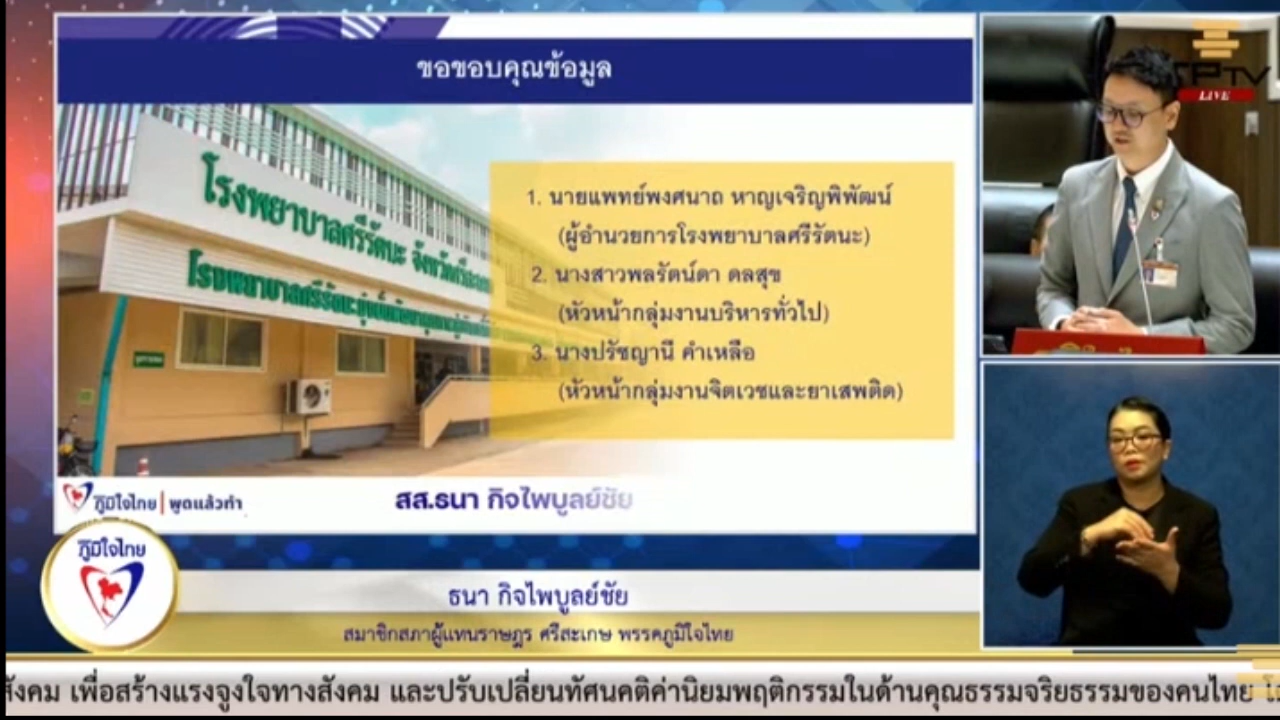 ขอขอบคุณข้อมูล
โรงพยาบาลศรีรัตนะ
โรงพยาบาลศรีรัตนะ
1. นายแพทย์พงศนาถ หาญเจริญพิพัฒน์
(ผู้อำนวยการโรงพยาบาลศรีรัตนะ)
2. นางสาวพลรัตน์ดา ดลสุข
(หัวหน้ากลุ่มงานบริหารทั่วไป)
3. นางปรัชญานี คำเหลือ
(หัวหน้ากลุ่มงานจิตเวชและยาเสพติด)
ภูมิใจไทย | พูดแล้วทำ
สส.ธนา กิจไพบูลย์ชัย
TPTV
LIVE
ภูมิใจไทย
ธนา กิจไพบูลย์ชัย
สมาชิกสภาผู้แทนราษฎร ศรีสะเกษ พรรคภูมิใจไทย
สังคม เพื่อสร้างแรงจูงใจทางสังคม และปรับเปลี่ยนทัศนคติค่านิยมพฤติกรรมในด้านคุณธรรมจริยธรรมของคนไทย